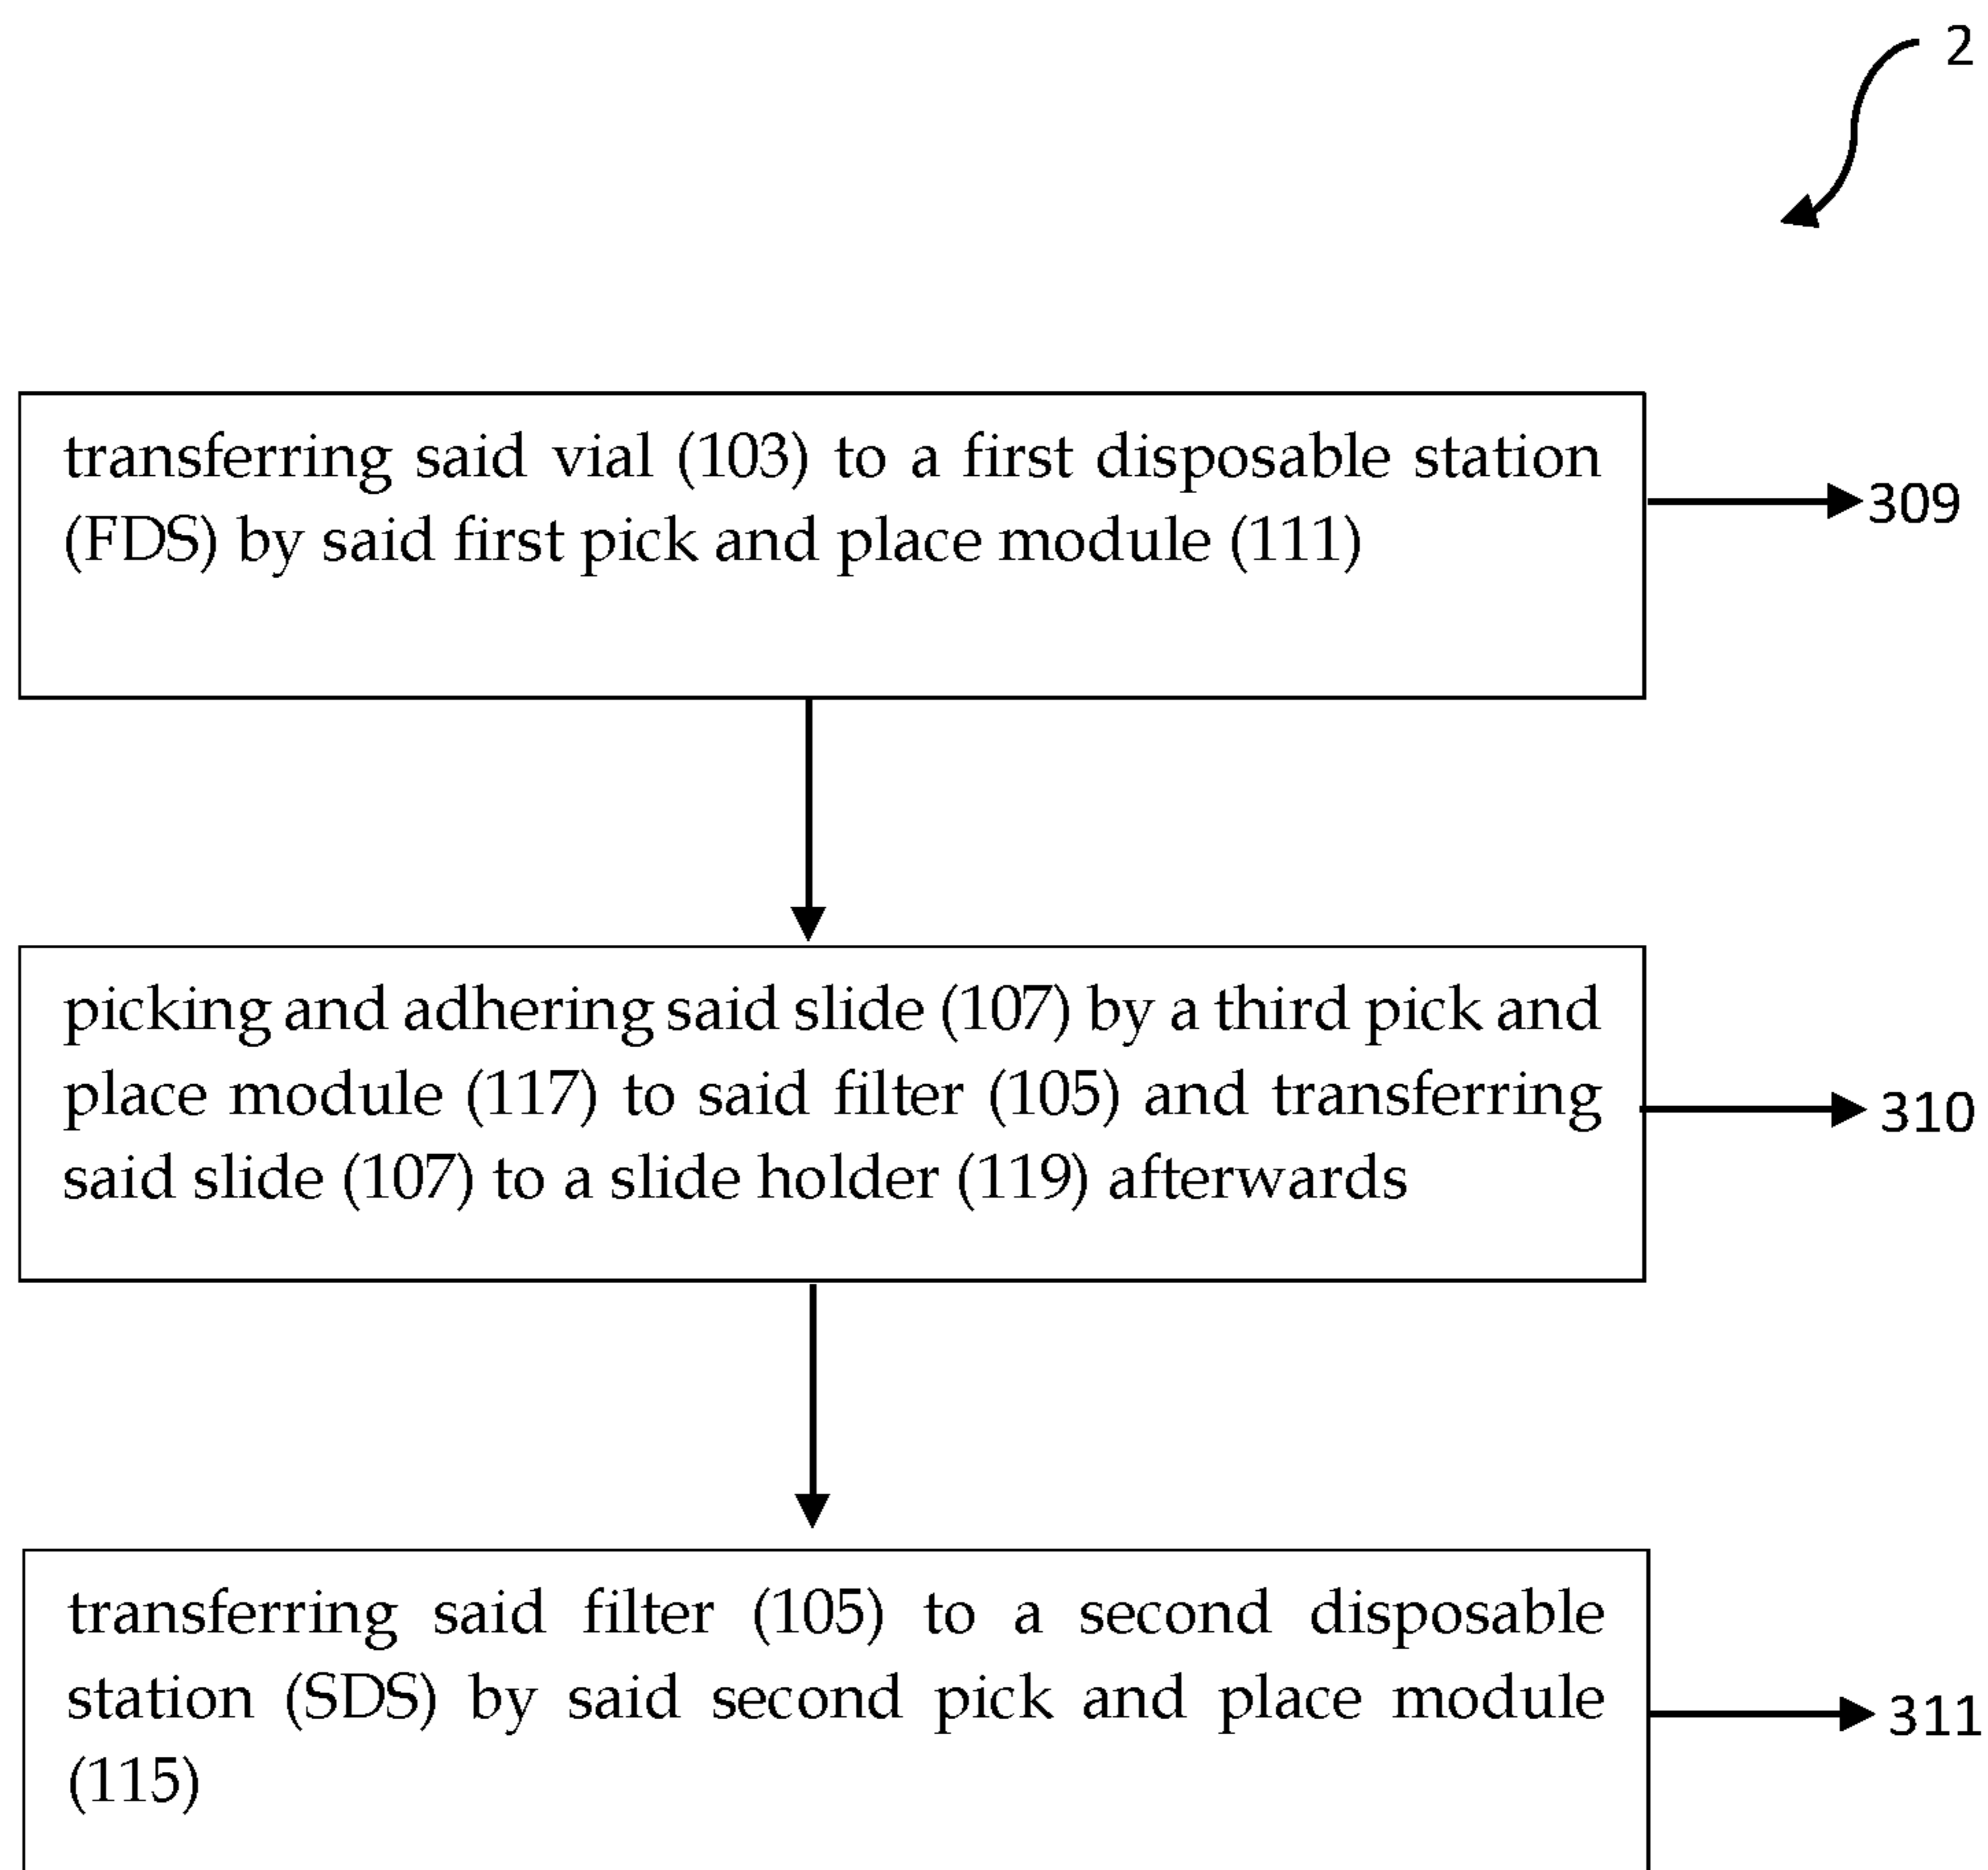 2
transferring said vial (103) to a first disposable station
(FDS) by said first pick and place module (111)
309
picking and adhering said slide (107) by a third pick and
place module (117) to said filter (105) and transferring
said slide (107) to a slide holder (119) afterwards
310
transferring said filter (105) to a second disposable
station (SDS) by said second pick and place module
(115)
311